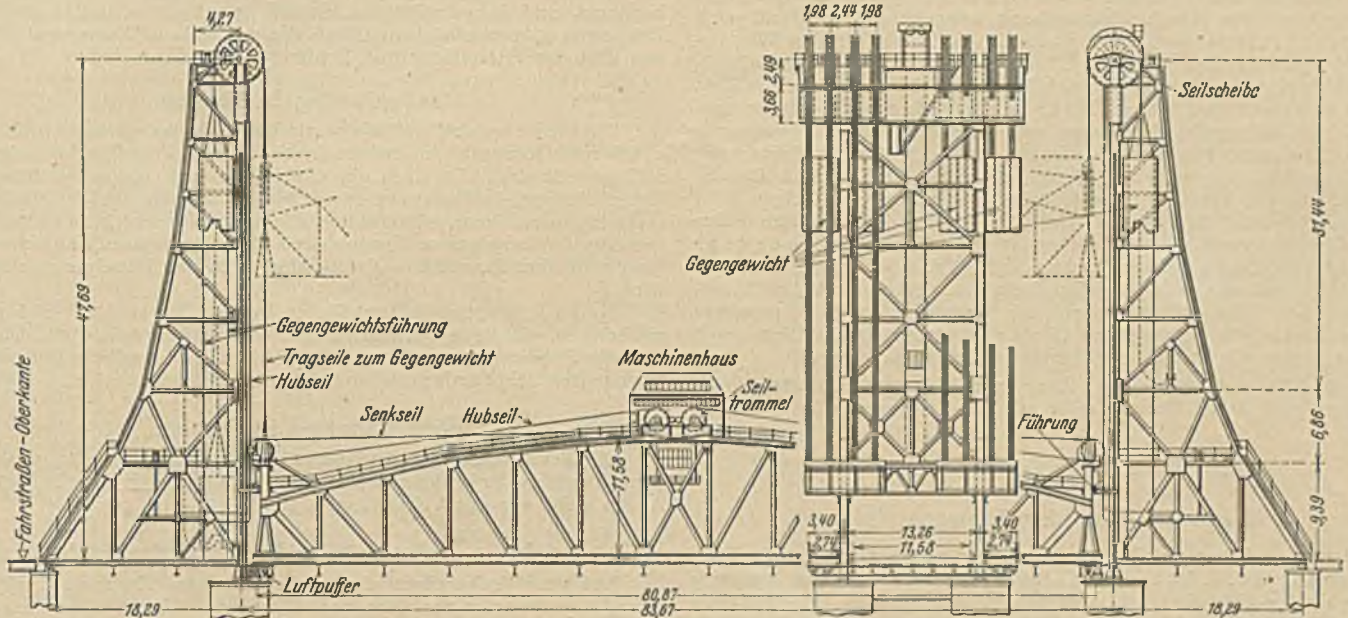 4,27
1,98 2,44 1,98
2,49
3,66
Seilscheibe
47,69
37,44
Gegengewicht
Gegengewichtsführung
Tragseile zum Gegengewicht
Hubseil
Maschinenhaus
Seil-
trommel
Senkseil
Hubseil
Führung
11,58
6,86
9,39
Fahrstraßen-Oberkante
3,40
2,74
13,26
11,58
3,40
2,74
Luftpuffer
80,87
18,29
83,67
18,29